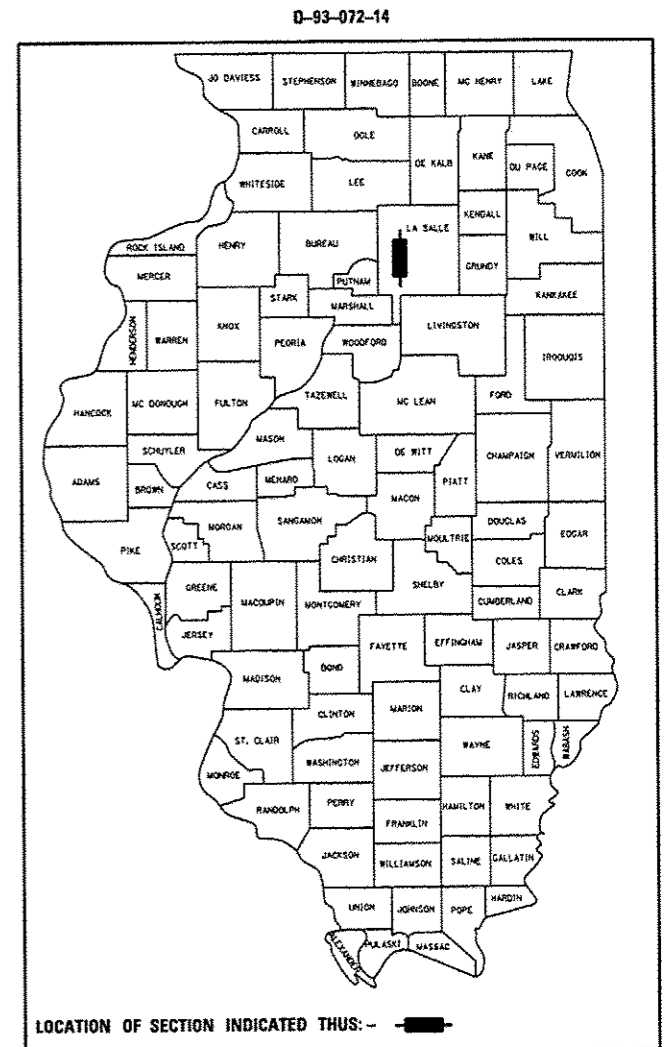 D-93-072-14
JO DAVIESS STEPHENSON WINNEBAGO BOONE MC HENRY LAKE
CARROLL OGLE
DE KALB KANE DU PAGE COOK
WHITESIDE LEE
KENDALL
LA SALLE WILL
ROCK ISLAND HENRY BUREAU
PUTNAM GRUNDY
MERCER STARK MARSHALL KANKAKEE
HENDERSON WARREN KNOX PEORIA WOODFORD LIVINGSTON IROQUOIS
HANCOCK MC DONOUGH FULTON TAZEWELL MC LEAN FORD
MASON
SCHUYLER LOGAN DE WITT CHAMPAIGN VERMILION
ADAMS BROWN CASS MENARD PIATT
MACON
MORGAN SANGAMON DOUGLAS
PIKE SCOTT CHRISTIAN MOULTRIE COLES EDGAR
CALHOUN GREENE SHELBY
MACOUPIN MONTGOMERY CUMBERLAND CLARK
JERSEY FAYETTE EFFINGHAM JASPER CRAWFORD
MADISON BOND
CLAY RICHLAND LAWRENCE
CLINTON MARION
ST. CLAIR WAYNE EDWARDS WABASH
WASHINGTON JEFFERSON
MONROE
RANDOLPH PERRY HAMILTON WHITE
FRANKLIN
JACKSON WILLIAMSON SALINE GALLATIN
UNION JOHNSON POPE HARDIN
ALEXANDER PULASKI MASSAC
LOCATION OF SECTION INDICATED THUS: -